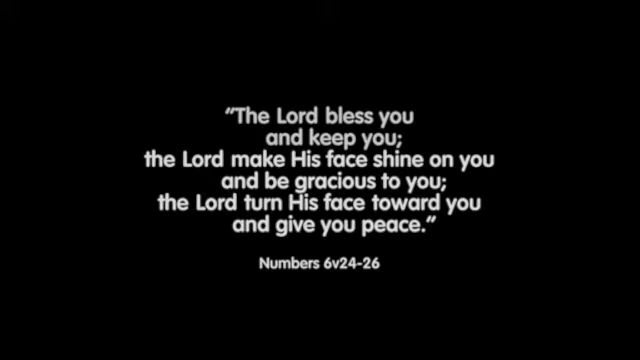 “The Lord bless you
and keep you;
the Lord make His face shine on you
and be gracious to you;
the Lord turn His face toward you
and give you peace.”
Numbers 6v24-26